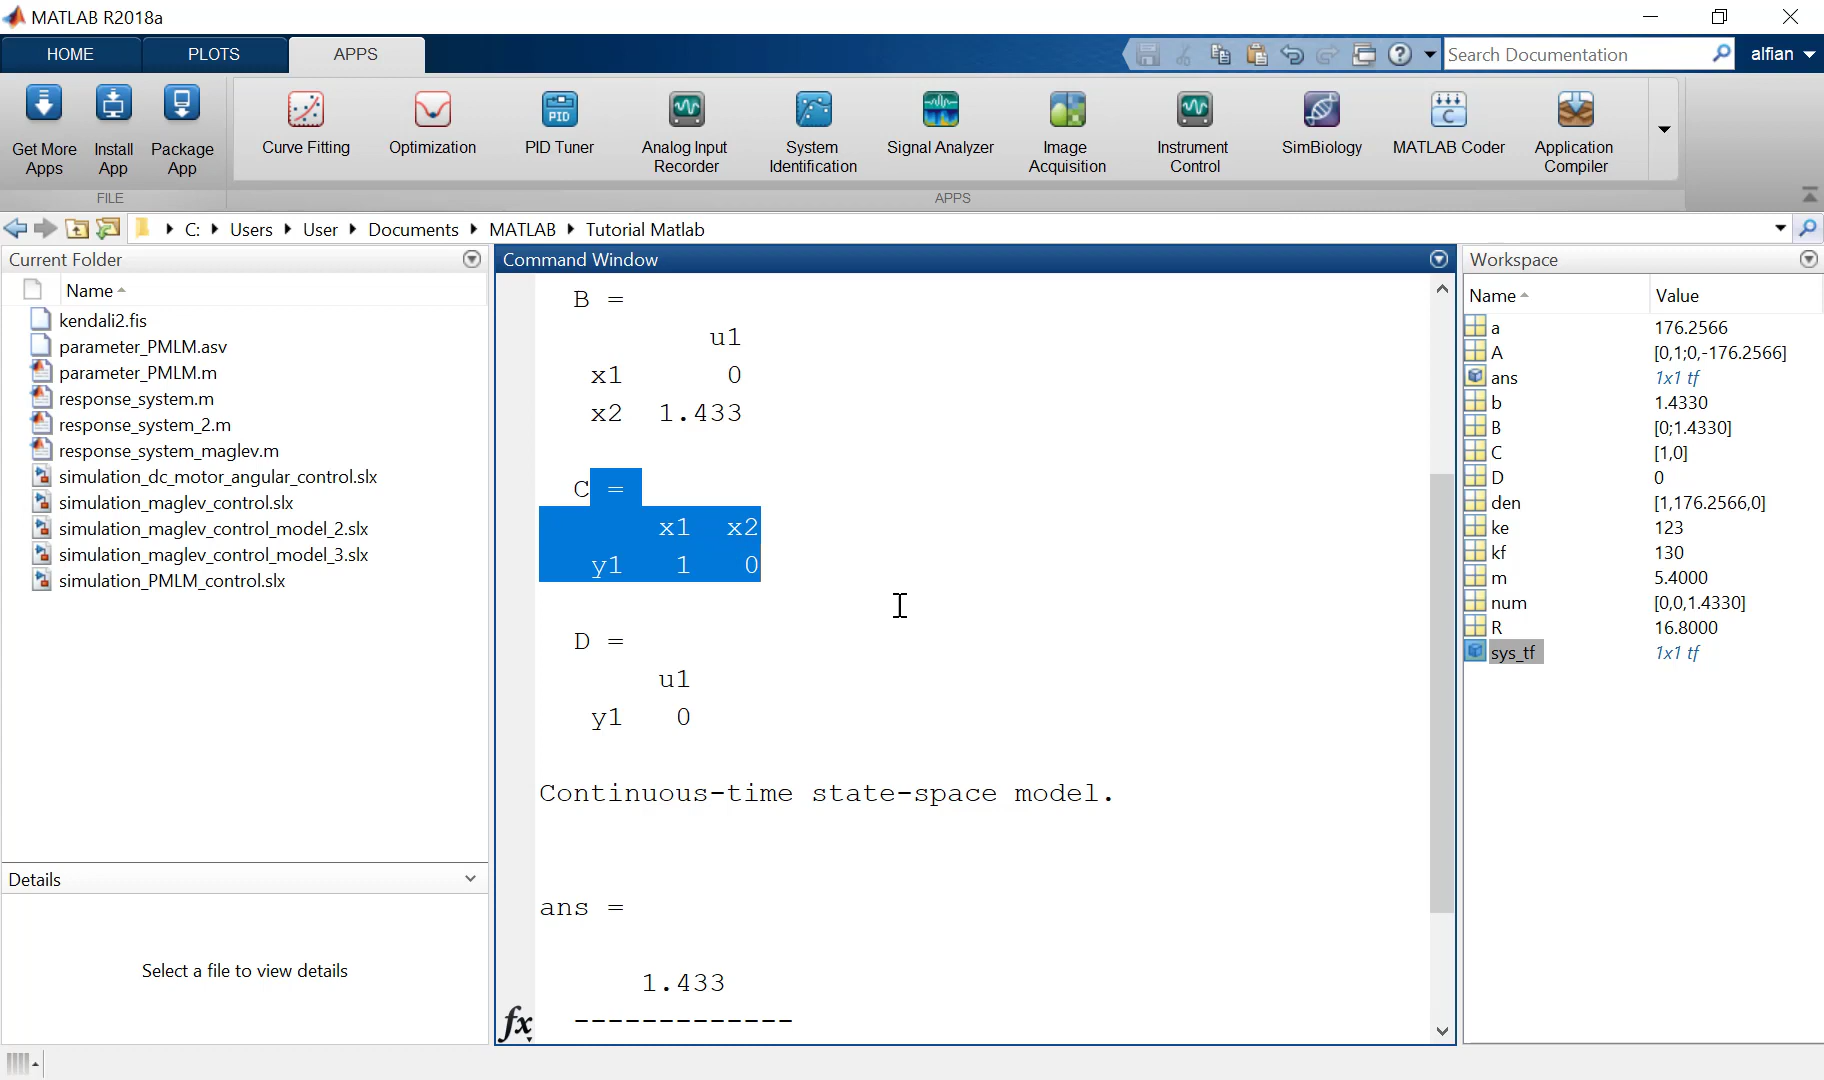 MATLAB R2018a
HOME PLOTS APPS
Search Documentation
alfian
Get More Apps
Install App
Package App
Curve Fitting
Optimization
PID
PID Tuner
Analog Input Recorder
System Identification
Signal Analyzer
Image Acquisition
Instrument Control
SimBiology
C
MATLAB Coder
Application Compiler
FILE
APPS
C: Users User Documents MATLAB Tutorial Matlab
Current Folder
Name
kendali2.fis
parameter_PMLM.asv
parameter_PMLM.m
response_system.m
response_system_2.m
response_system_maglev.m
simulation_dc_motor_angular_control.slx
simulation_maglev_control.slx
simulation_maglev_control_model_2.slx
simulation_maglev_control_model_3.slx
simulation_PMLM_control.slx
Details
Select a file to view details
Command Window
B =
u1
x1 0
x2 1.433
C =
x1 x2
y1 1 0
D =
u1
y1 0
Continuous-time state-space model.
ans =
1.433
-------------
fx
Workspace
Name Value
a 176.2566
A [0,1;0,-176.2566]
ans 1x1 tf
b 1.4330
B [0;1.4330]
C [1,0]
D 0
den [1,176.2566,0]
ke 123
kf 130
m 5.4000
num [0,0,1.4330]
R 16.8000
sys_tf 1x1 tf